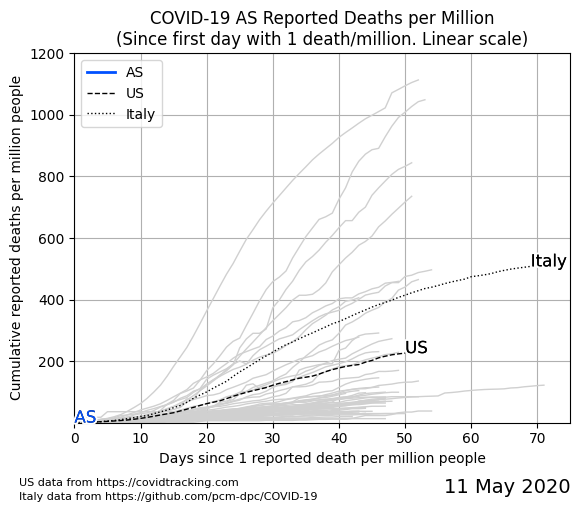 COVID-19 AS Reported Deaths per Million
(Since first day with 1 death/million. Linear scale)
1200
1000
800
600
400
200
Cumulative reported deaths per million people
AS
US
Italy
Italy
US
AS
0 10 20 30 40 50 60 70
Days since 1 reported death per million people
US data from https://covidtracking.com
Italy data from https://github.com/pcm-dpc/COVID-19
11 May 2020